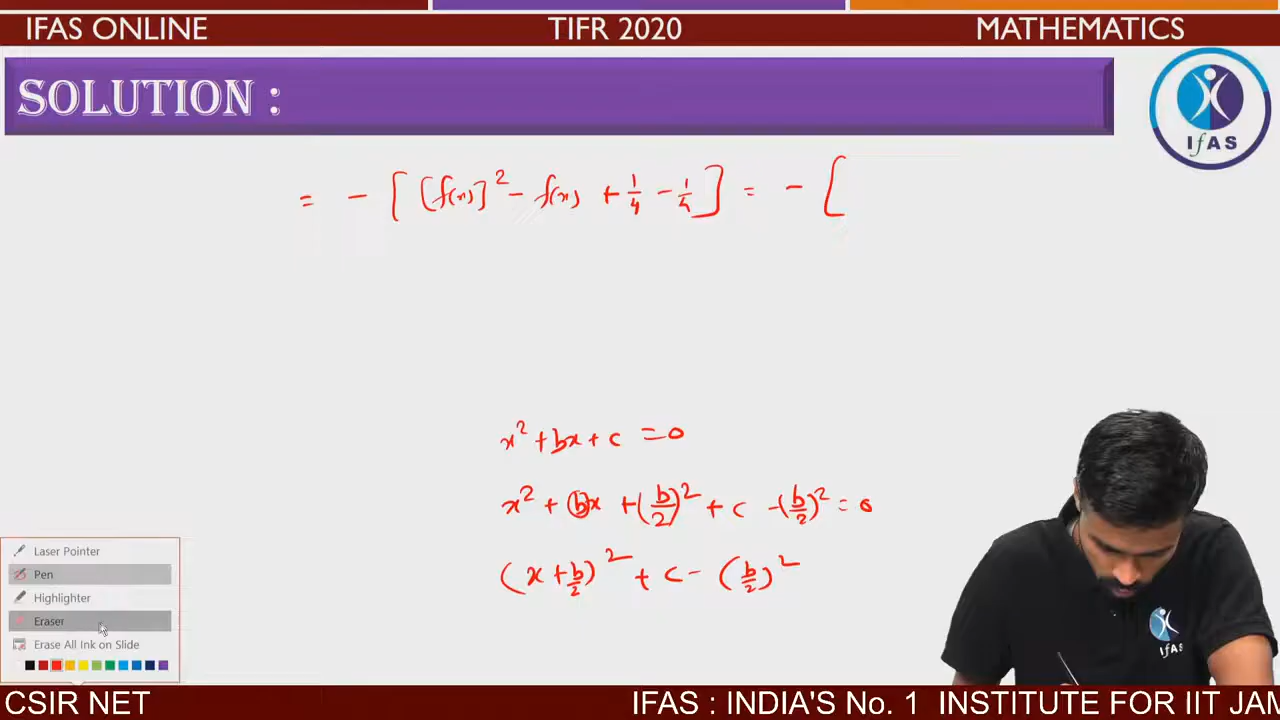 IFAS ONLINE TIFR 2020 MATHEMATICS
SOLUTION :
IfAS
= - [ [f(x)]² - f(x) + 1/4 - 1/4 ] = - [
x² + bx + c = 0
x² + bx + (b/2)² + c - (b/2)² = 0
(x + b/2)² + c - (b/2)²
Laser Pointer
Pen
Highlighter
Eraser
Erase All Ink on Slide
IfAS
CSIR NET IFAS : INDIA'S No. 1 INSTITUTE FOR IIT JAM